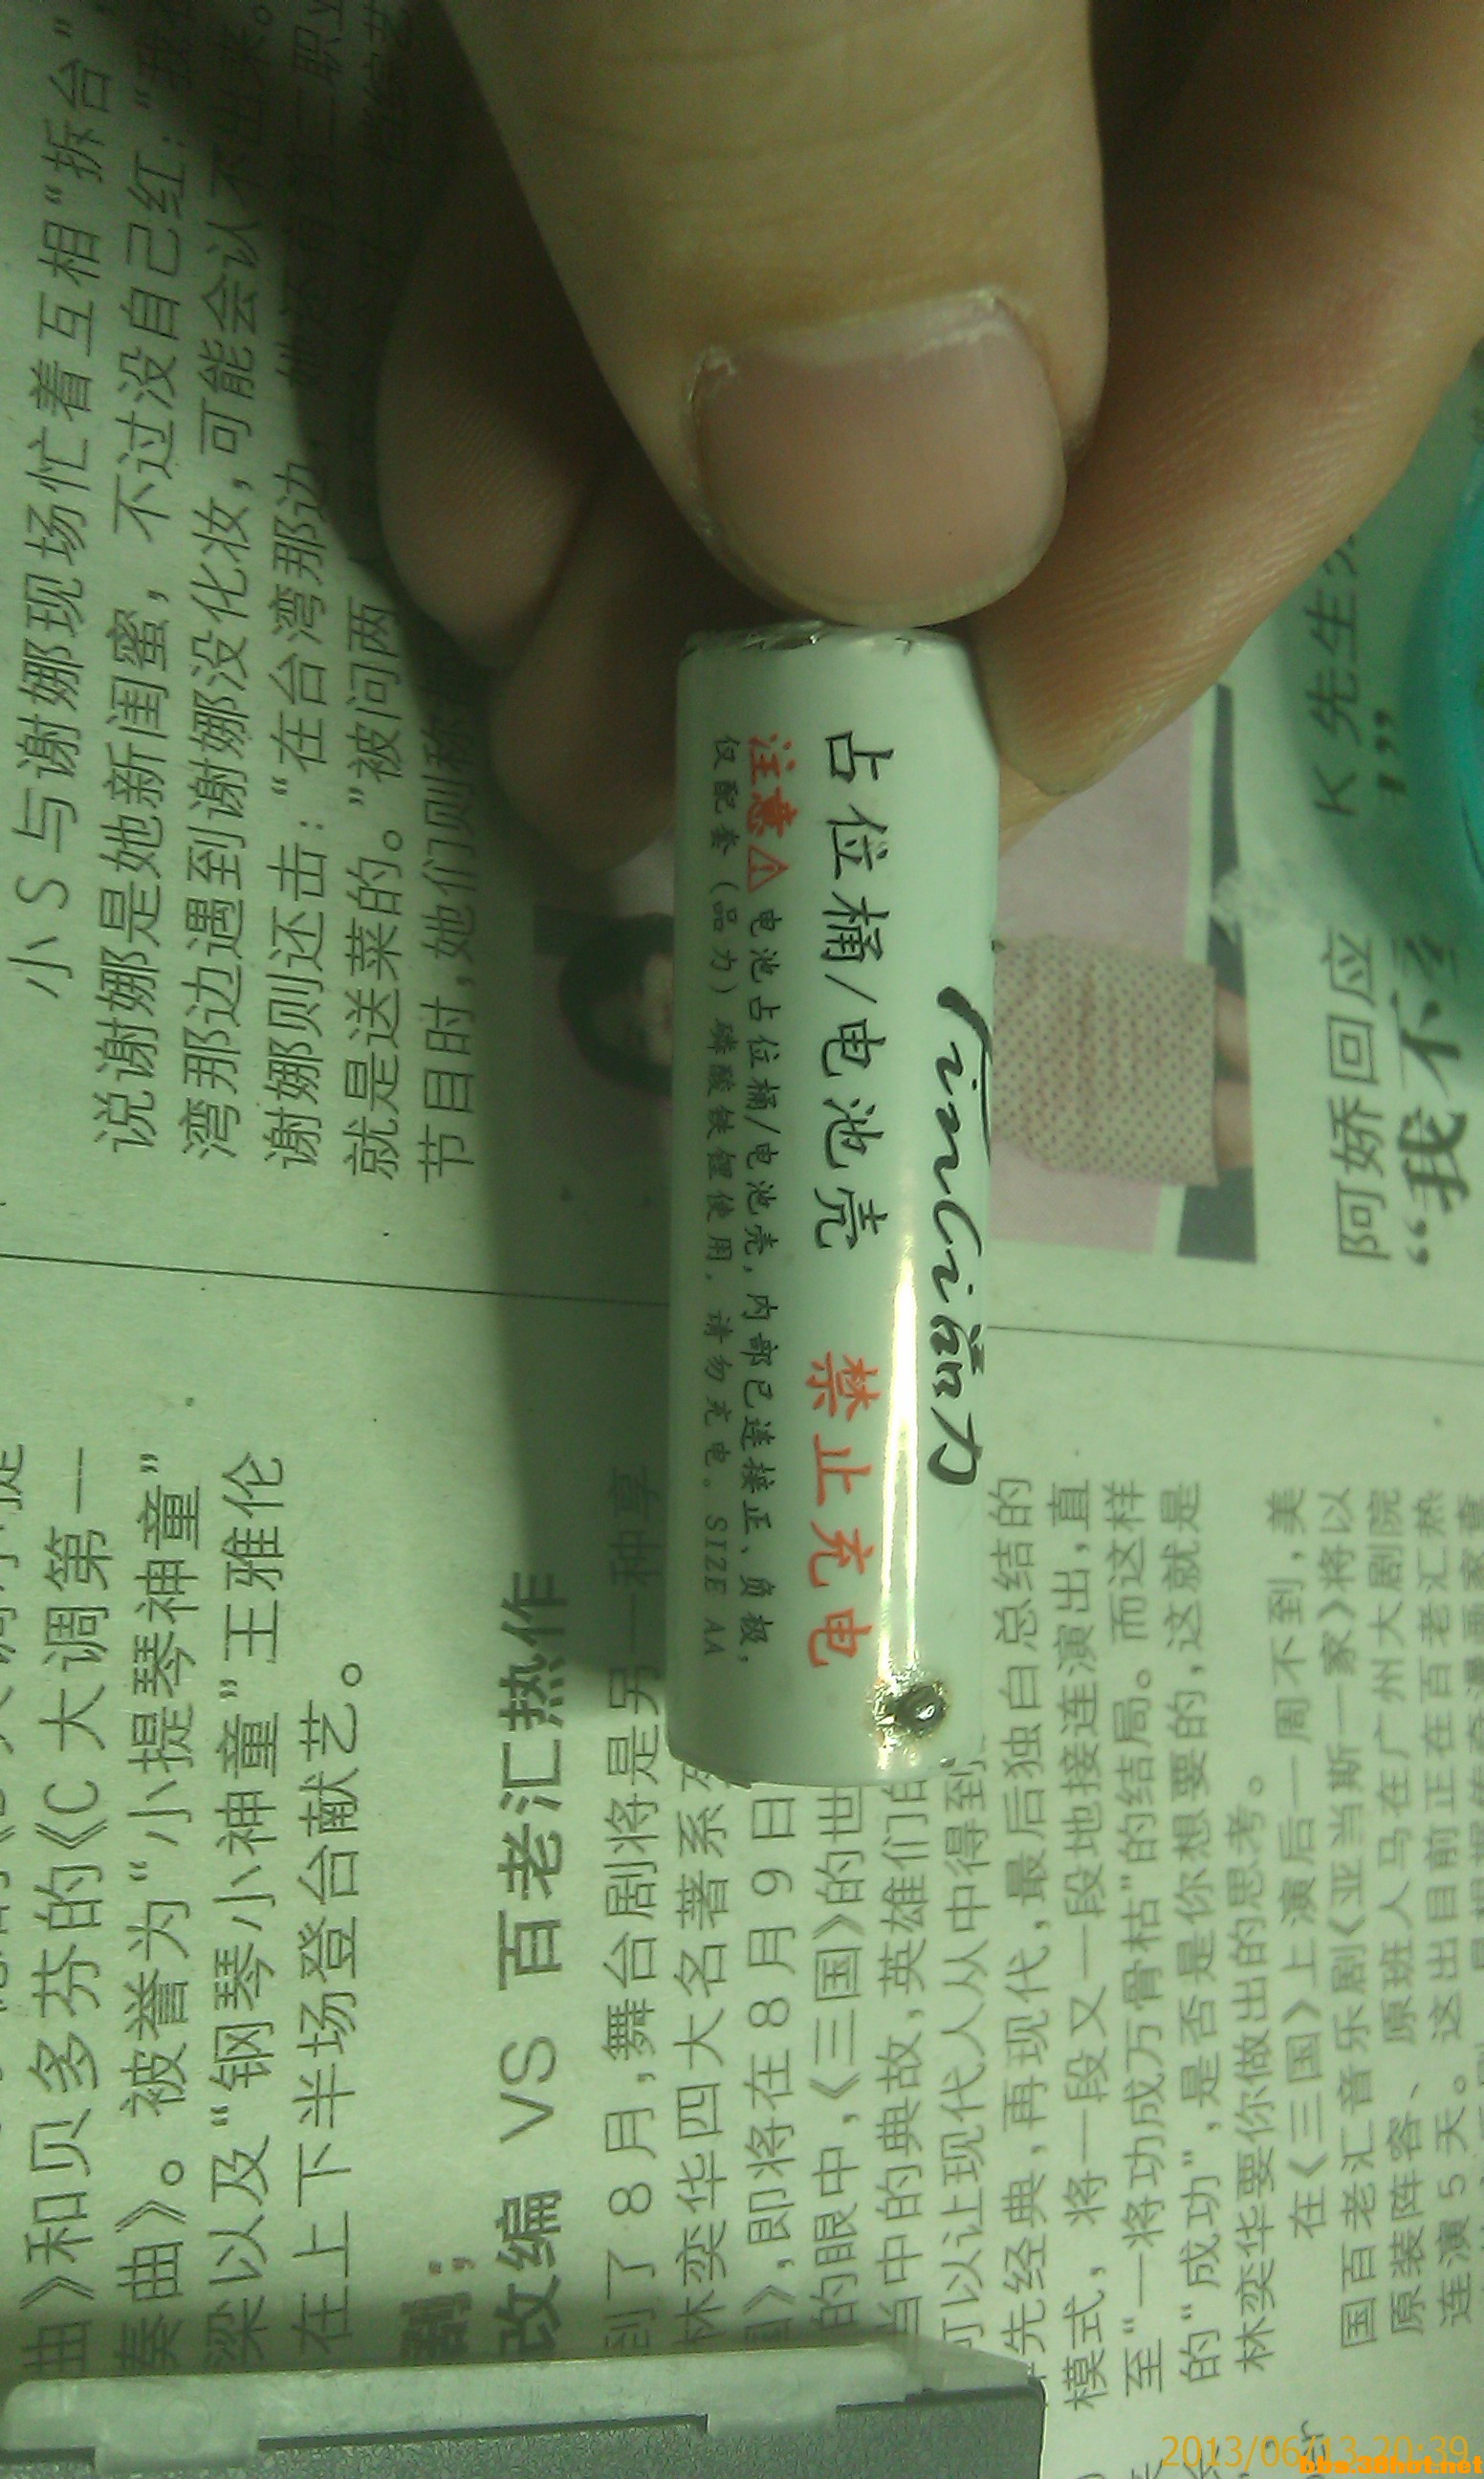 占位桶/电池壳 禁止充电
注意 电池占位桶/电池壳，内部已连接正、负极，
仅配套（品力）磷酸铁锂使用，请勿充电。SIZE AA
小S与谢娜现场忙着互相“拆台”
说谢娜是她新闺蜜，不过没自己红：“我
湾那边遇到谢娜没化妆，可能会认不出来。
谢娜则还击：“在台湾那边，
就是送菜的。”被问两
节目时，她们则称
K先生
阿娇回应
“我不
曲》和贝多芬的《C大调第一
奏曲》。被誉为“小提琴神童”
梁以及“钢琴小神童”王雅伦
在上下半场登台献艺。
改编 VS 百老汇热作
到了8月，舞台剧将是另一种享
林奕华四大名著系列
国》，即将在8月9日
的眼中，《三国》的世
当中的典故，英雄们的
可以让现代人从中得到
先经典，再现代，最后独白总结的
模式，将一段又一段地接连演出，直
至“一将功成万骨枯”的结局。而这样
的“成功”，是否是你想要的，这就是
林奕华要你做出的思考。
在《三国》上演后一周不到，美
国百老汇音乐剧《亚当斯一家》将以
原装阵容、原班人马在广州大剧院
连演5天。这出目前正在百老汇热
2013/06/13 20:39
bbs.38hot.net